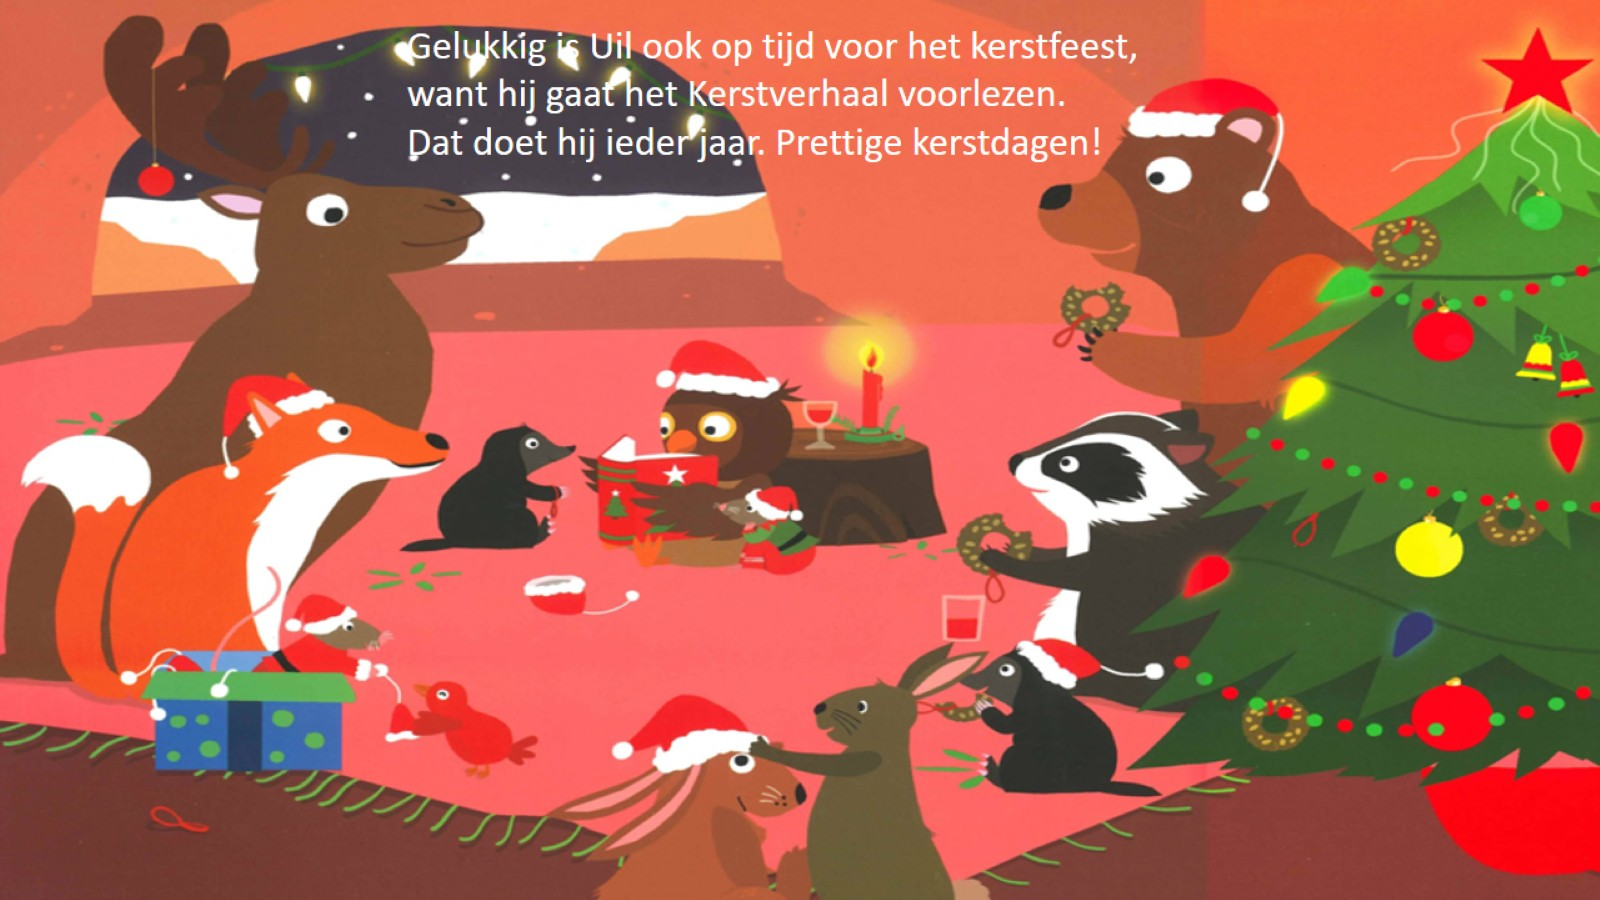 Gelukkig is Uil ook op tijd voor het kerstfeest,
want hij gaat het Kerstverhaal voorlezen.
Dat doet hij ieder jaar. Prettige kerstdagen!